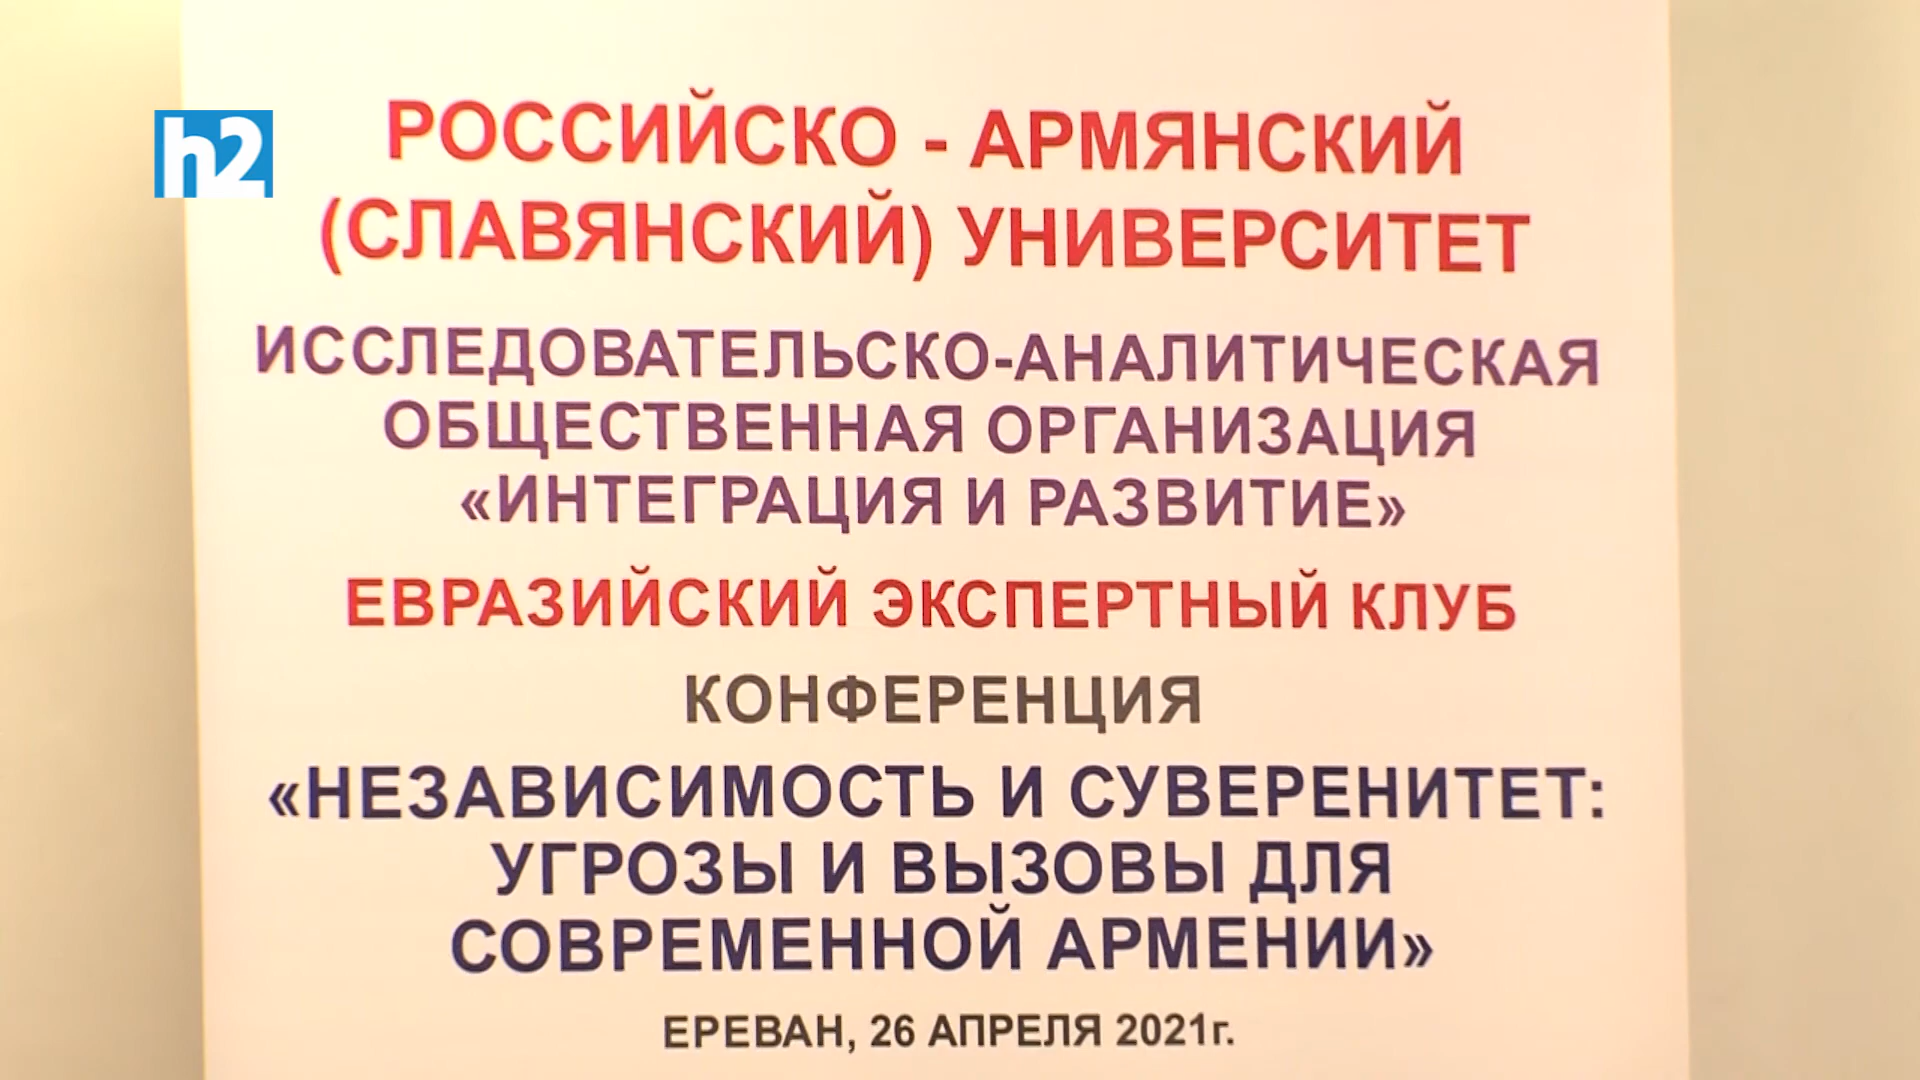 h2
РОССИЙСКО - АРМЯНСКИЙ
(СЛАВЯНСКИЙ) УНИВЕРСИТЕТ
ИССЛЕДОВАТЕЛЬСКО-АНАЛИТИЧЕСКАЯ
ОБЩЕСТВЕННАЯ ОРГАНИЗАЦИЯ
«ИНТЕГРАЦИЯ И РАЗВИТИЕ»
ЕВРАЗИЙСКИЙ ЭКСПЕРТНЫЙ КЛУБ
КОНФЕРЕНЦИЯ
«НЕЗАВИСИМОСТЬ И СУВЕРЕНИТЕТ:
УГРОЗЫ И ВЫЗОВЫ ДЛЯ
СОВРЕМЕННОЙ АРМЕНИИ»
ЕРЕВАН, 26 АПРЕЛЯ 2021г.